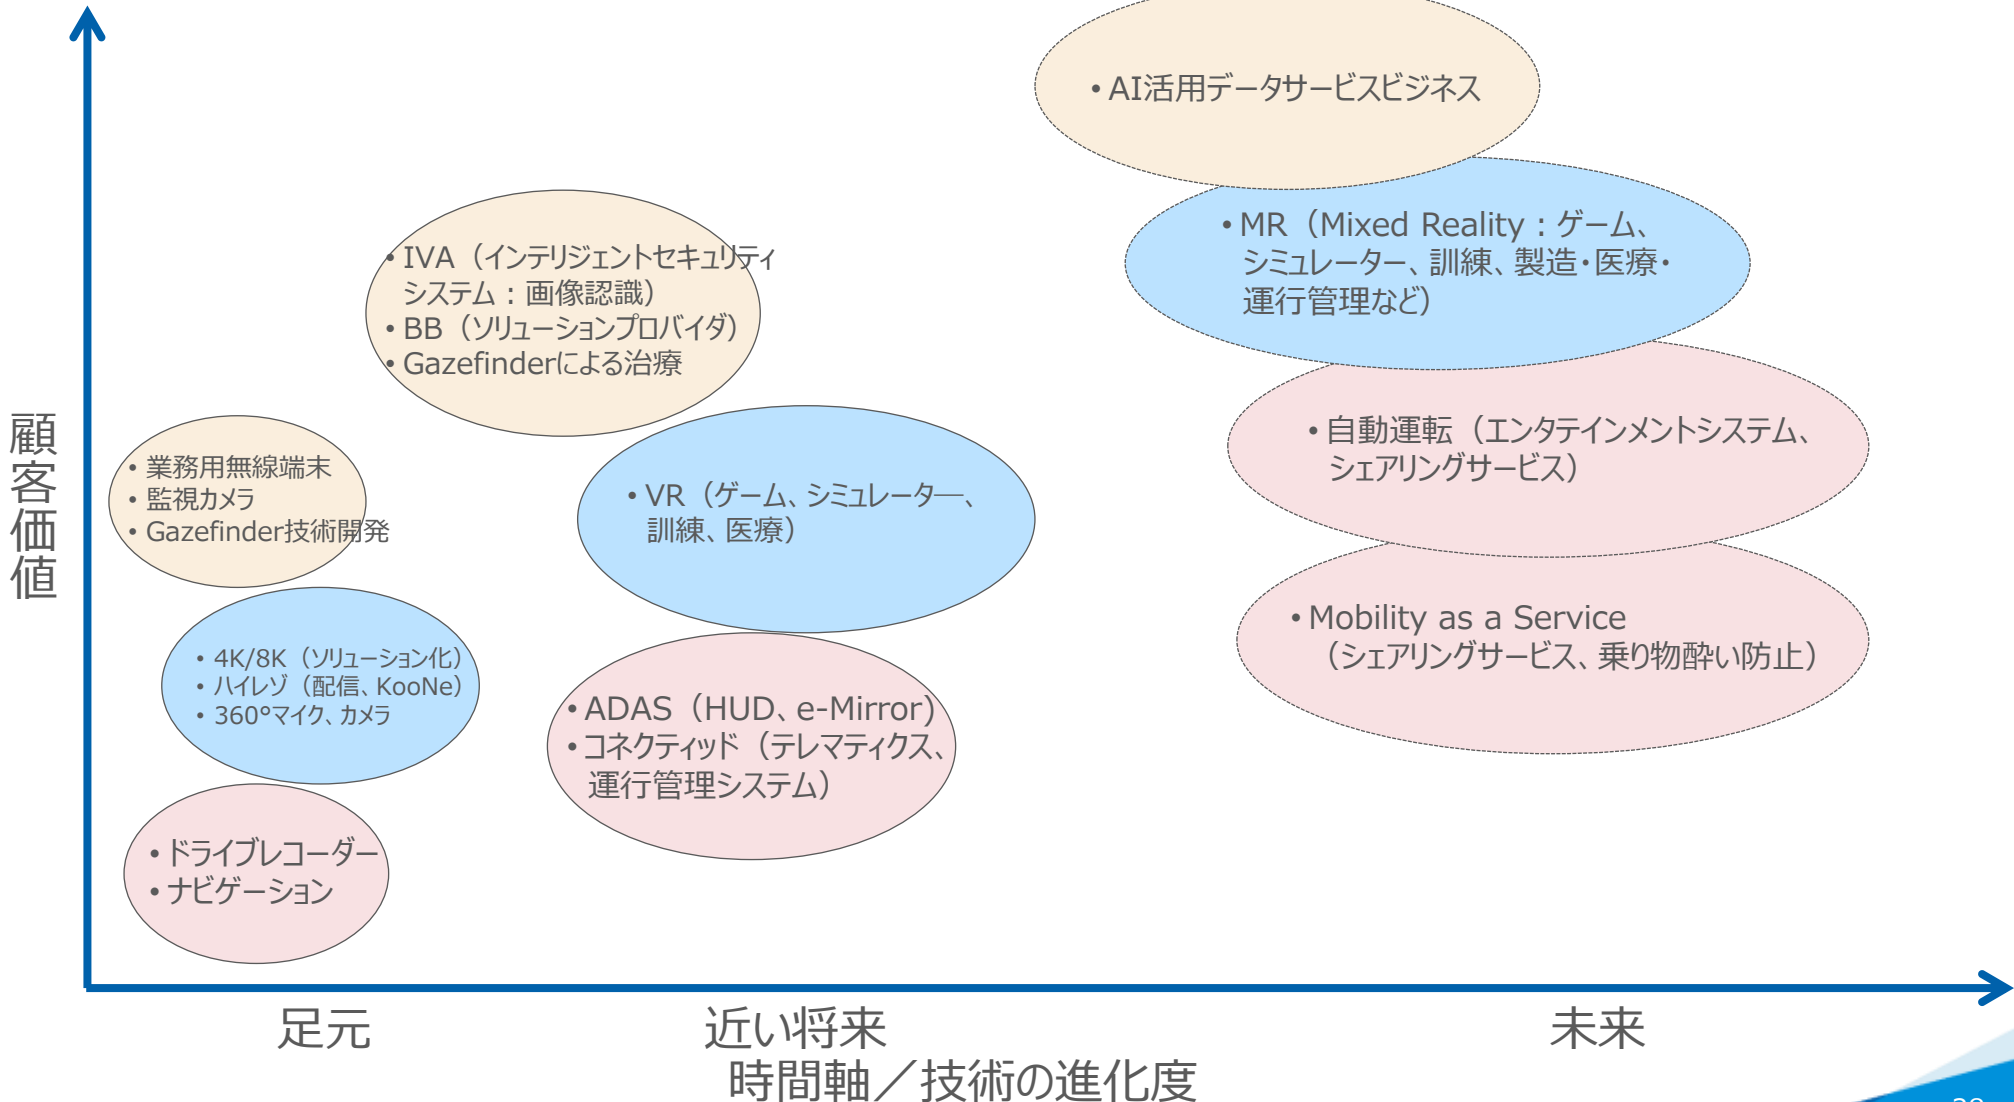 • AI活用データサービスビジネス
• MR（Mixed Reality：ゲーム、
シミュレーター、訓練、製造・医療・
運行管理など）
• IVA（インテリジェントセキュリティ
システム：画像認識）
• BB（ソリューションプロバイダ）
• Gazefinderによる治療
顧客価値
• 自動運転（エンタテインメントシステム、
シェアリングサービス）
• 業務用無線端末
• 監視カメラ
• Gazefinder技術開発
• VR（ゲーム、シミュレータ―、
訓練、医療）
• Mobility as a Service
（シェアリングサービス、乗り物酔い防止）
• 4K/8K（ソリューション化）
• ハイレゾ（配信、KooNe）
• 360°マイク、カメラ
• ADAS（HUD、e-Mirror)
• コネクティッド（テレマティクス、
運行管理システム）
• ドライブレコーダー
• ナビゲーション
足元
近い将来
未来
時間軸／技術の進化度